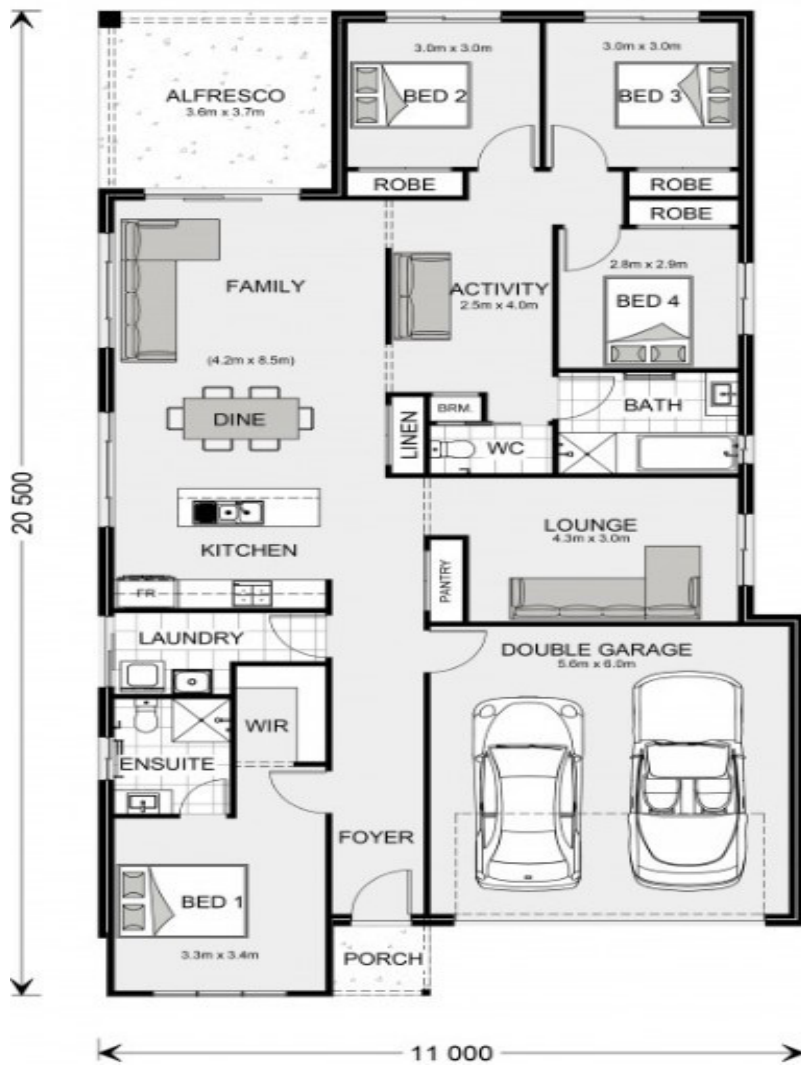 ALFRESCO
3.6m x 3.7m
3.0m x 3.0m
BED 2
3.0m x 3.0m
BED 3
ROBE
ROBE
ROBE
FAMILY
(4.2m x 8.5m)
ACTIVITY
2.5m x 4.0m
2.8m x 2.9m
BED 4
DINE
LINEN
BRM.
WC
BATH
20 500
KITCHEN
FR
PANTRY
LOUNGE
4.3m x 3.0m
LAUNDRY
DOUBLE GARAGE
5.6m x 6.0m
WIR
ENSUITE
FOYER
BED 1
3.3m x 3.4m
PORCH
11 000